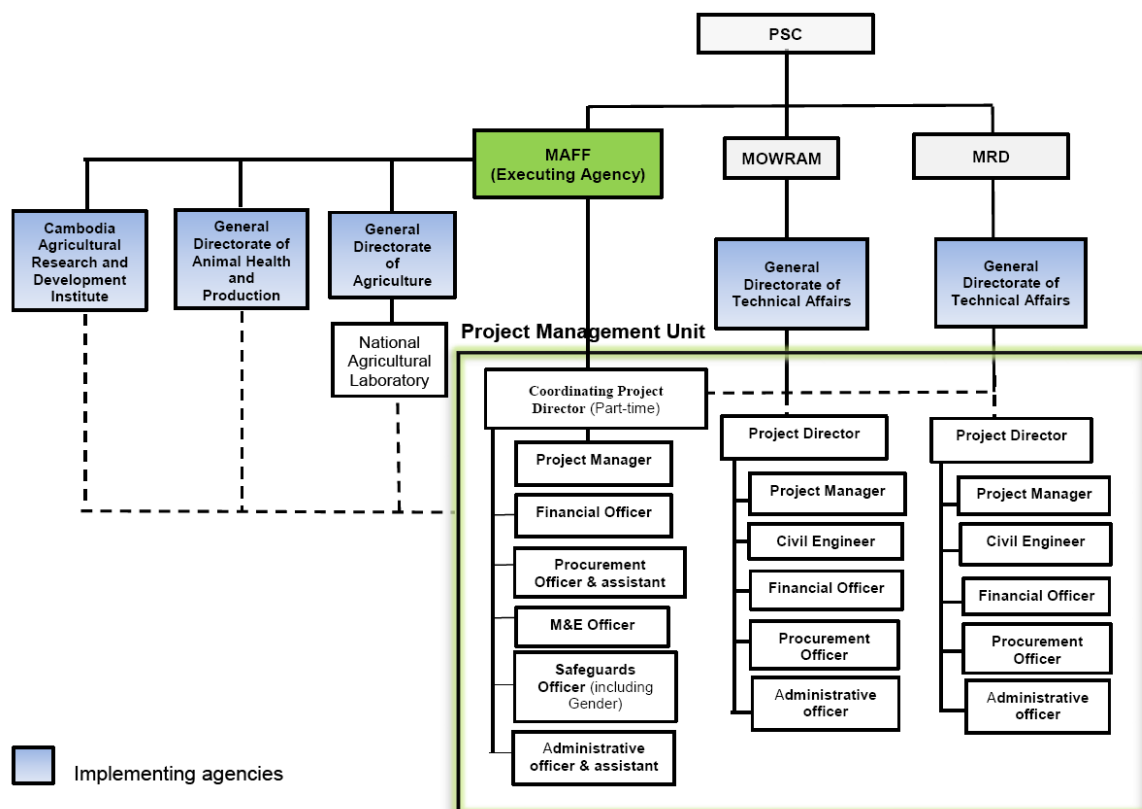 PSC
MAFF
(Executing Agency)
MOWRAM
MRD
Cambodia
Agricultural
Research and
Development
Institute
General
Directorate of
Animal Health
and
Production
General
Directorate
of
Agriculture
General
Directorate of
Technical Affairs
General
Directorate of
Technical Affairs
National
Agricultural
Laboratory
Project Management Unit
Coordinating Project
Director (Part-time)
Project Manager
Financial Officer
Procurement
Officer & assistant
M&E Officer
Safeguards
Officer (including
Gender)
Administrative
officer & assistant
Project Director
Project Manager
Civil Engineer
Financial Officer
Procurement
Officer
Administrative
officer
Project Director
Project Manager
Civil Engineer
Financial Officer
Procurement
Officer
Administrative
officer
Implementing agencies